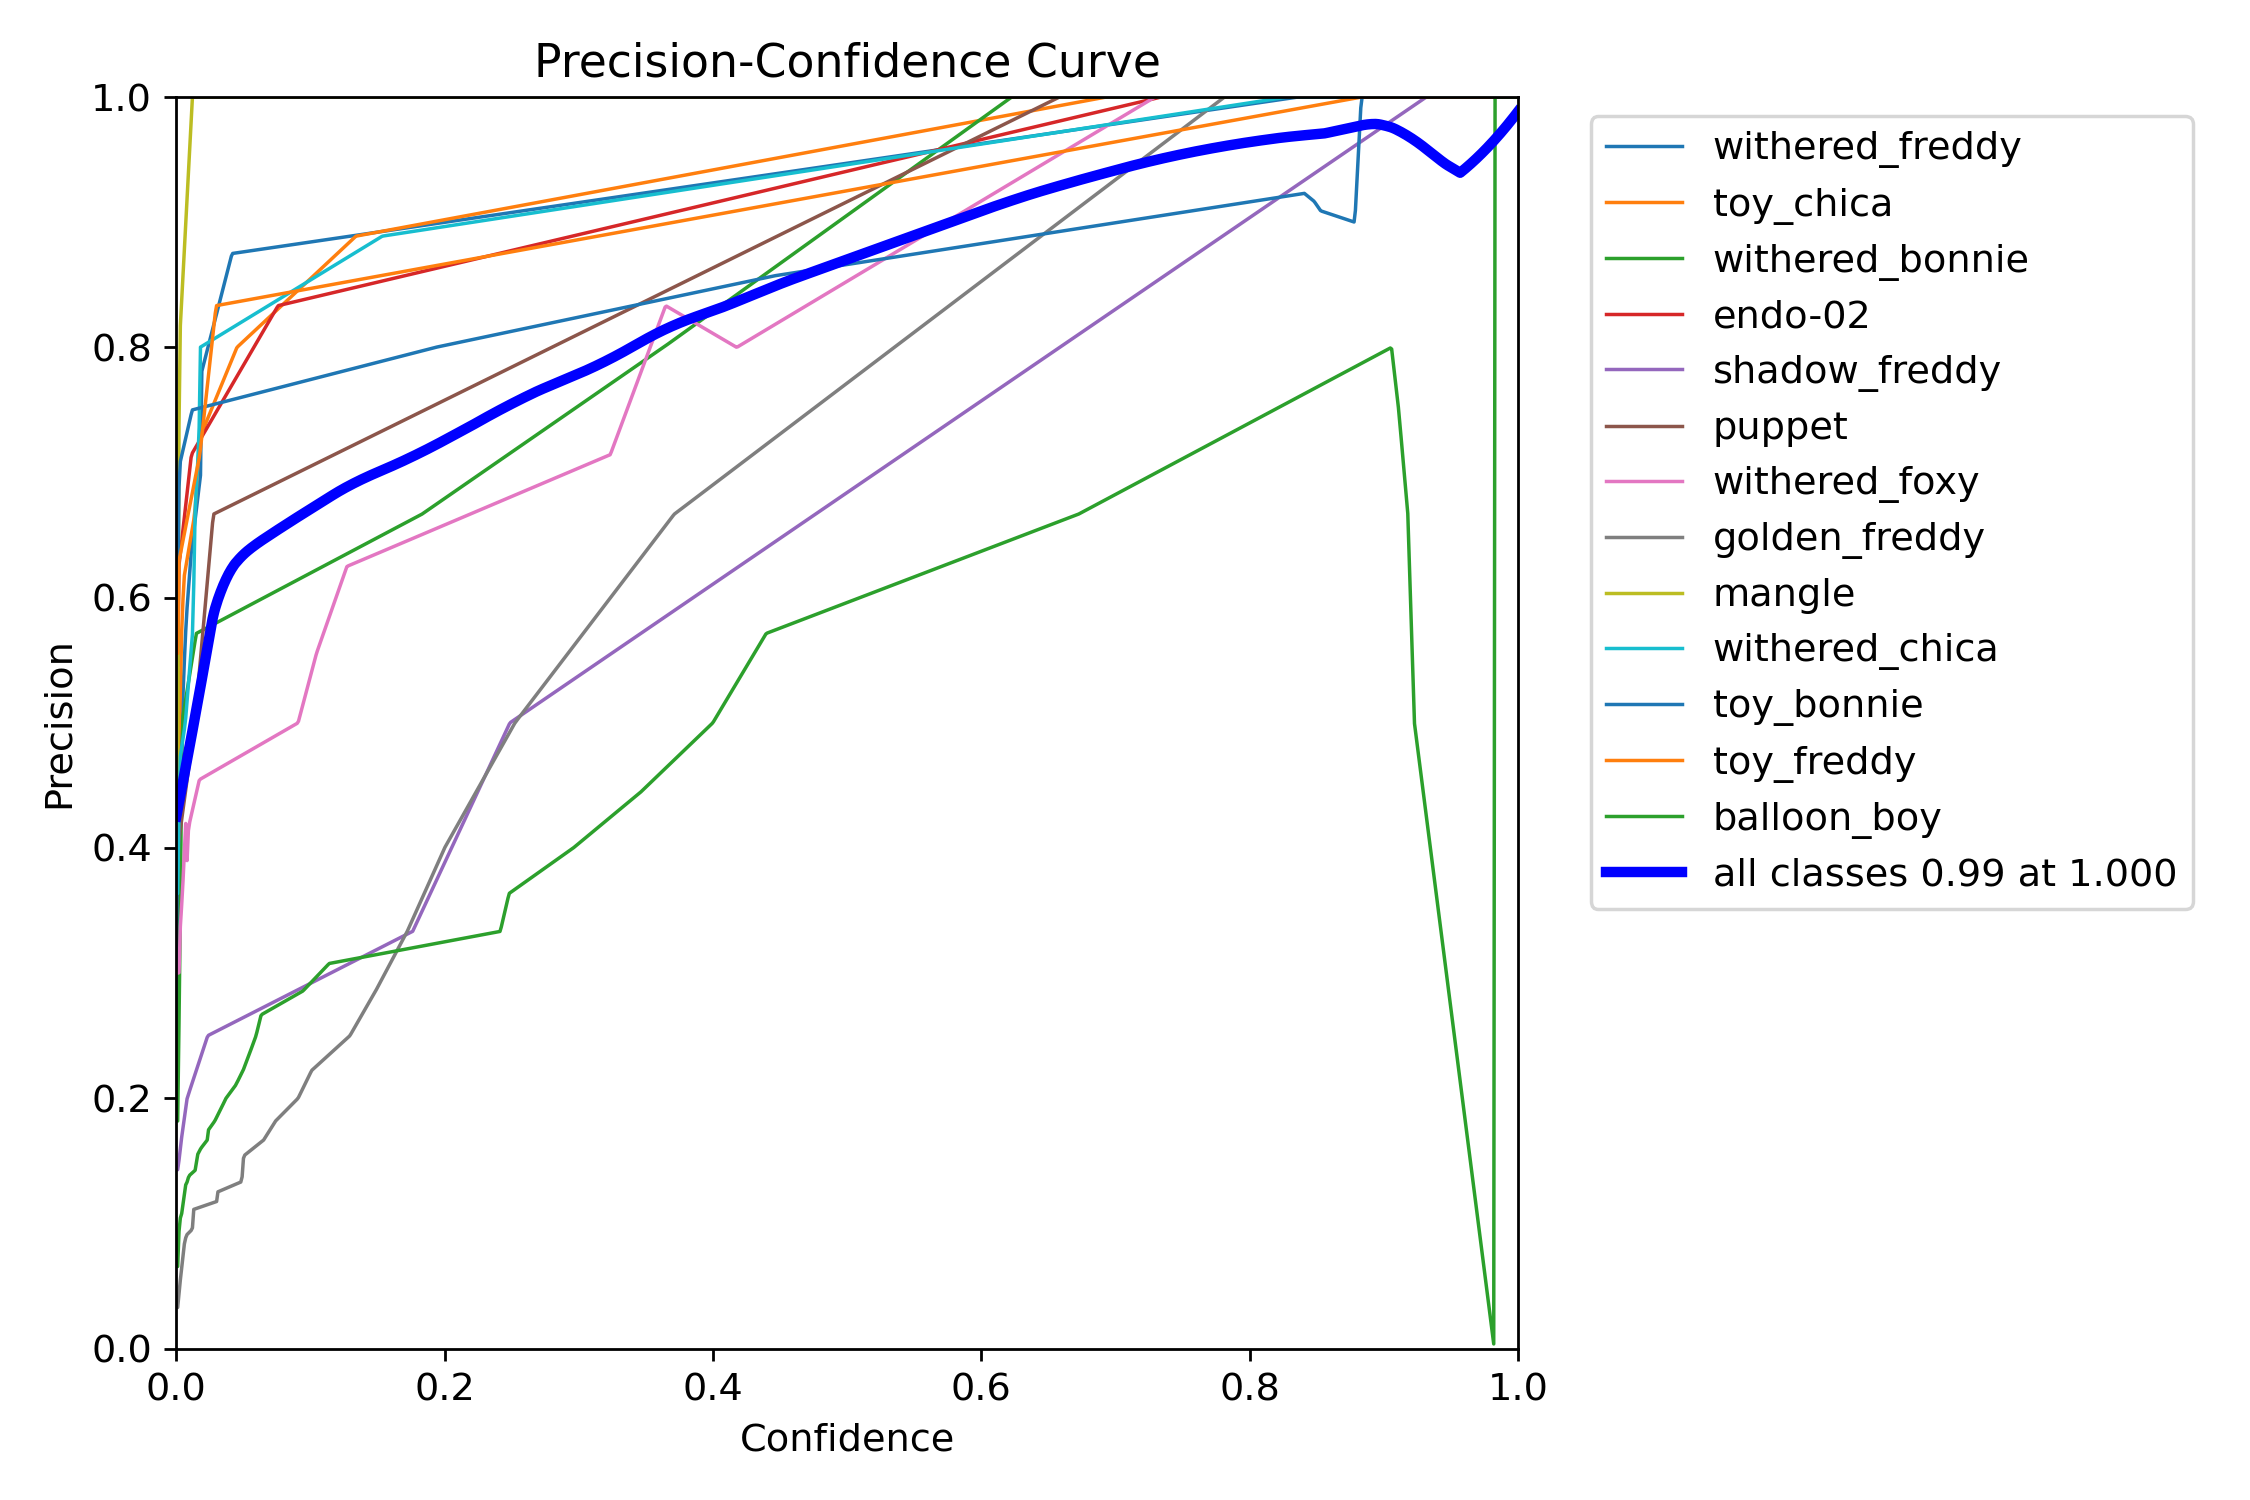 Precision-Confidence Curve
1.0
0.8
0.6
0.4
0.2
0.0
Precision
0.0 0.2 0.4 0.6 0.8 1.0
Confidence
withered_freddy
toy_chica
withered_bonnie
endo-02
shadow_freddy
puppet
withered_foxy
golden_freddy
mangle
withered_chica
toy_bonnie
toy_freddy
balloon_boy
all classes 0.99 at 1.000